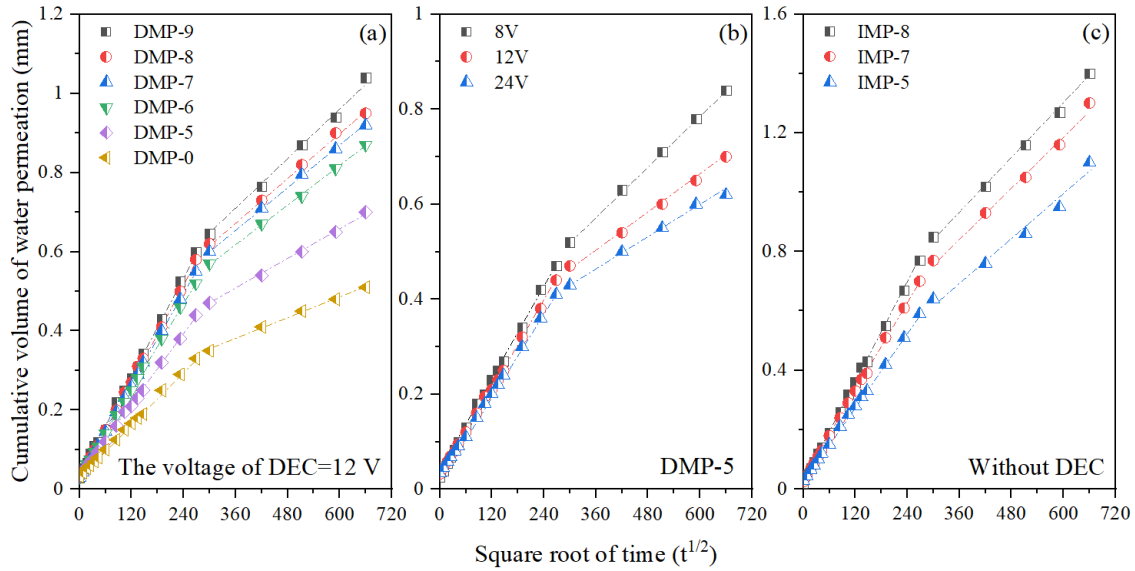 Cumulative volume of water permeation (mm)
(a)
DMP-9
DMP-8
DMP-7
DMP-6
DMP-5
DMP-0
1.2
1.0
0.8
0.6
0.4
0.2
0.0
0 120 240 360 480 600 720
The voltage of DEC=12 V
(b)
8V
12V
24V
1
0.8
0.6
0.4
0.2
0
0 120 240 360 480 600 720
DMP-5
(c)
IMP-8
IMP-7
IMP-5
1.6
1.2
0.8
0.4
0.0
0 120 240 360 480 600 720
Without DEC
Square root of time (t^1/2)